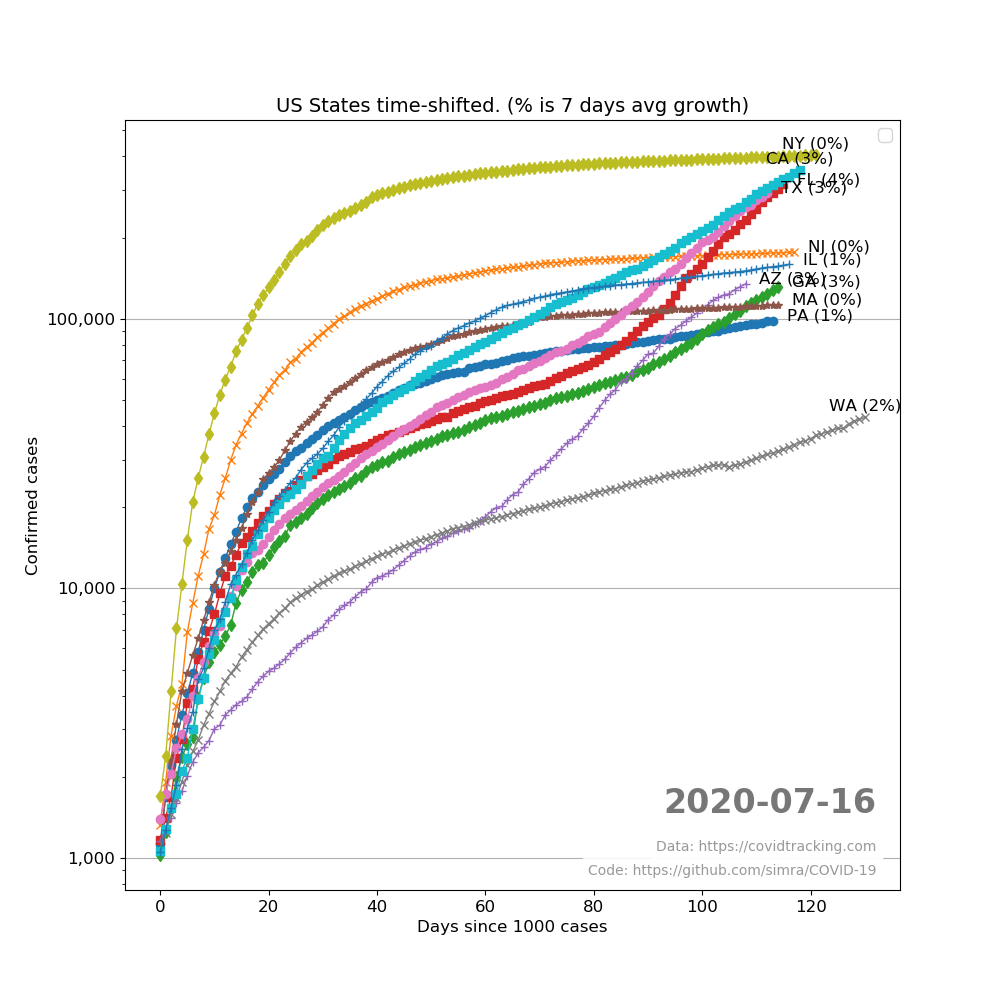 US States time-shifted. (% is 7 days avg growth)
NY (0%)
CA (3%)
FL (4%)
TX (3%)
NJ (0%)
IL (1%)
AZ (3%)
GA (3%)
MA (0%)
PA (1%)
WA (2%)
100,000
10,000
1,000
Confirmed cases
2020-07-16
Data: https://covidtracking.com
Code: https://github.com/simra/COVID-19
0 20 40 60 80 100 120
Days since 1000 cases